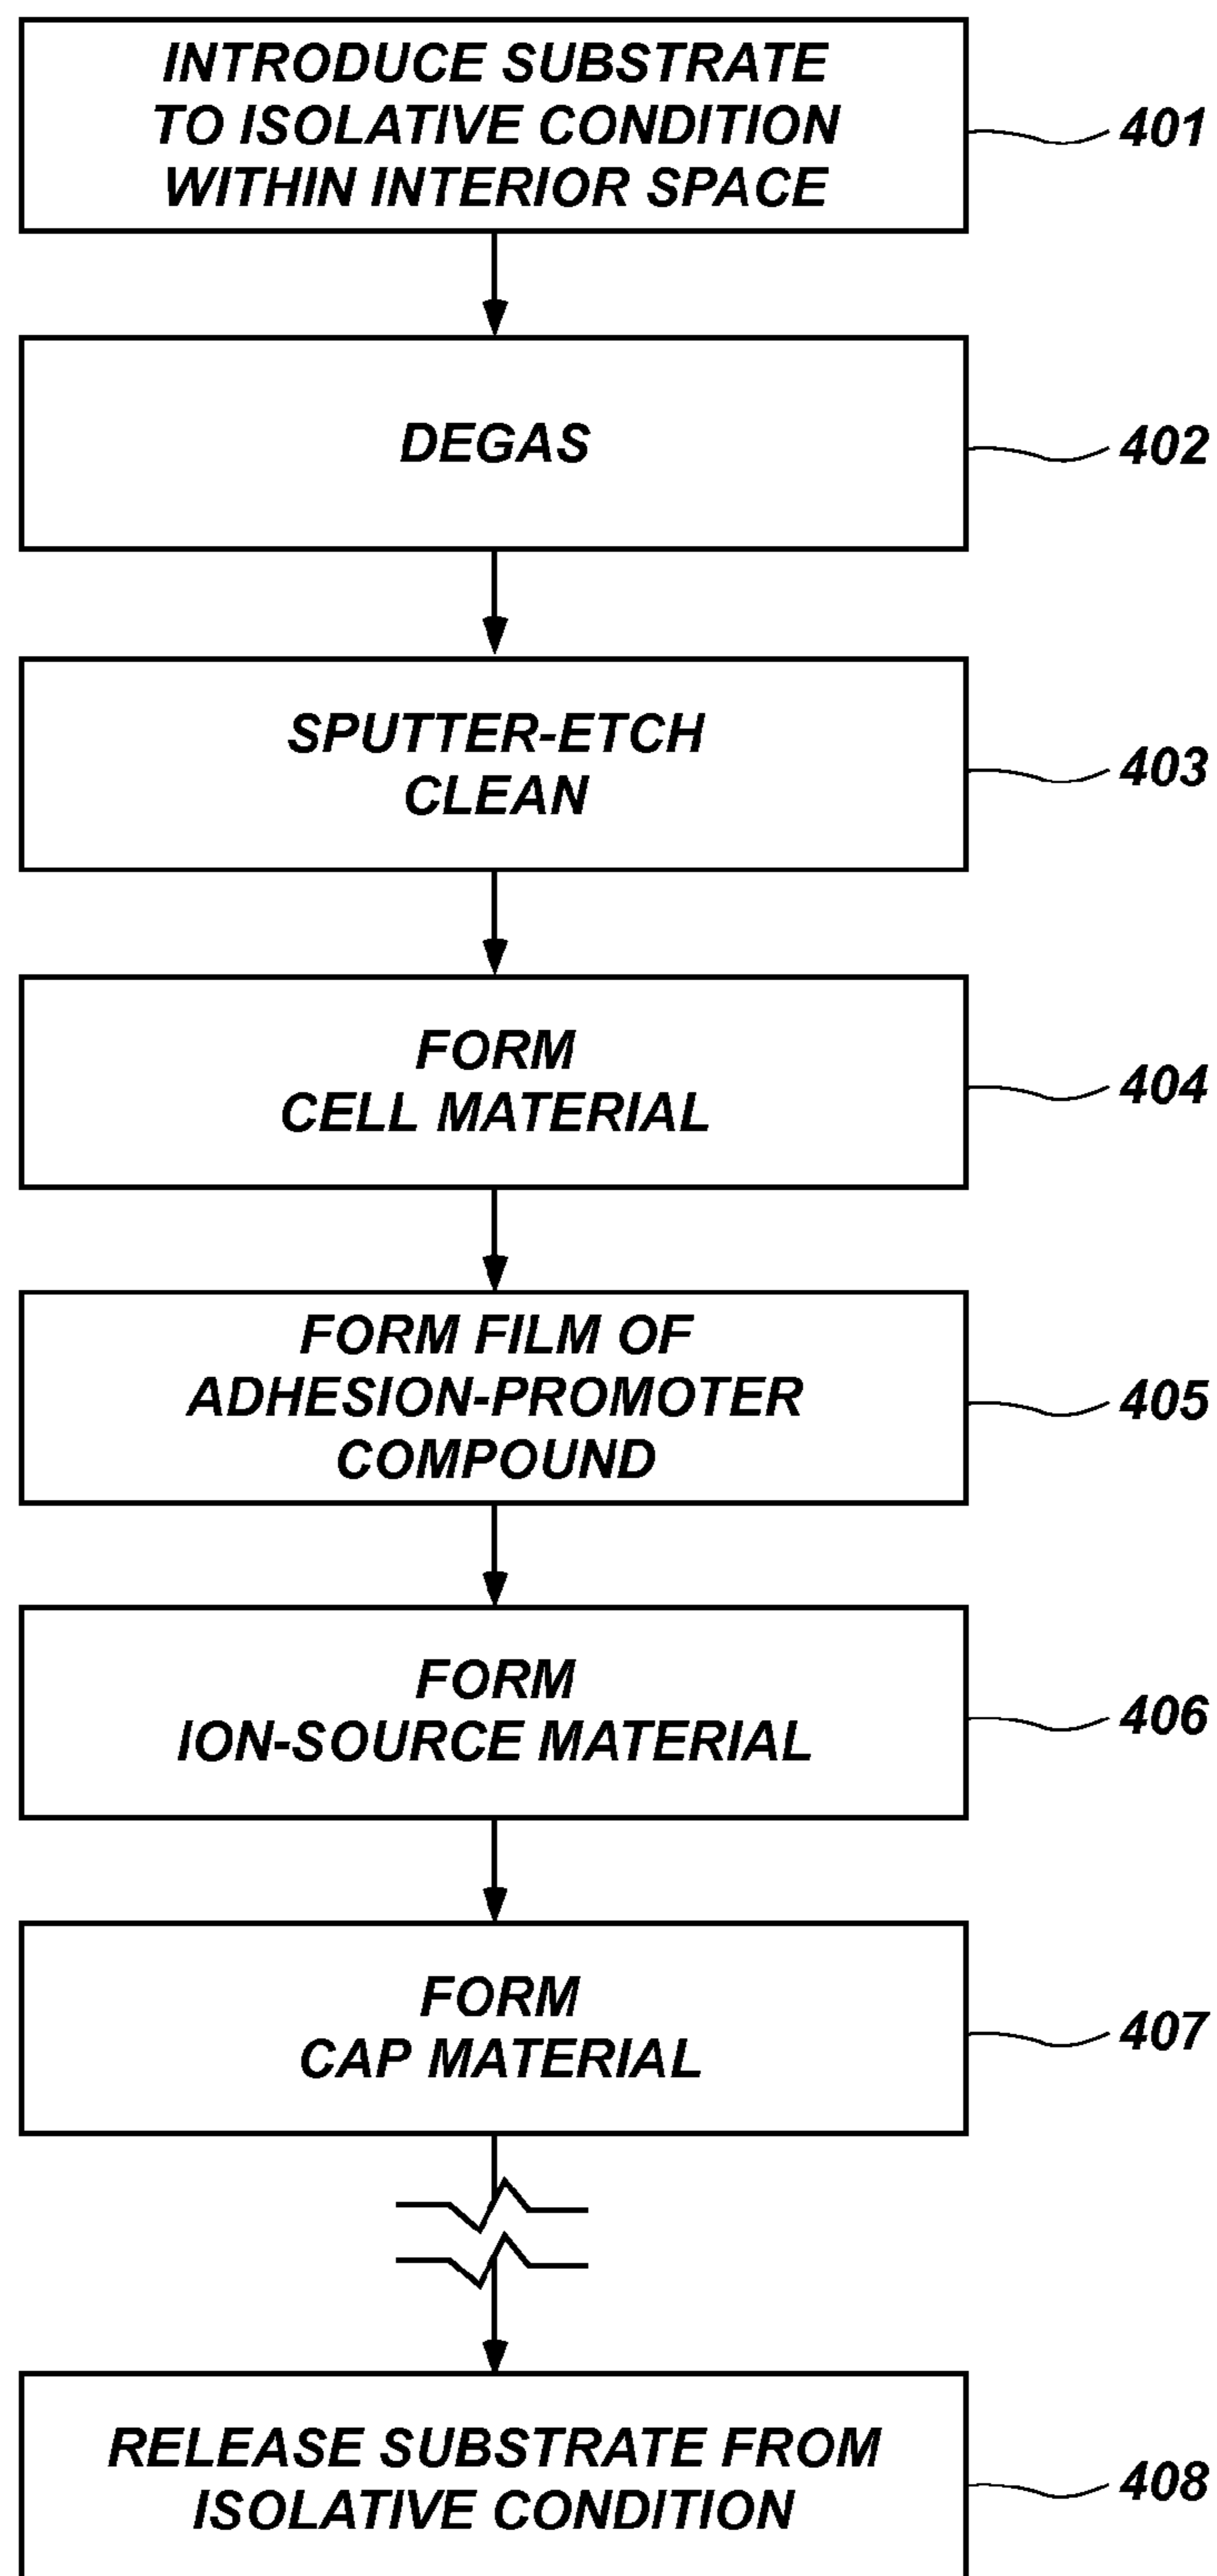 INTRODUCE SUBSTRATE
TO ISOLATIVE CONDITION
WITHIN INTERIOR SPACE
401
DEGAS
402
SPUTTER-ETCH
CLEAN
403
FORM
CELL MATERIAL
404
FORM FILM OF
ADHESION-PROMOTER
COMPOUND
405
FORM
ION-SOURCE MATERIAL
406
FORM
CAP MATERIAL
407
RELEASE SUBSTRATE FROM
ISOLATIVE CONDITION
408